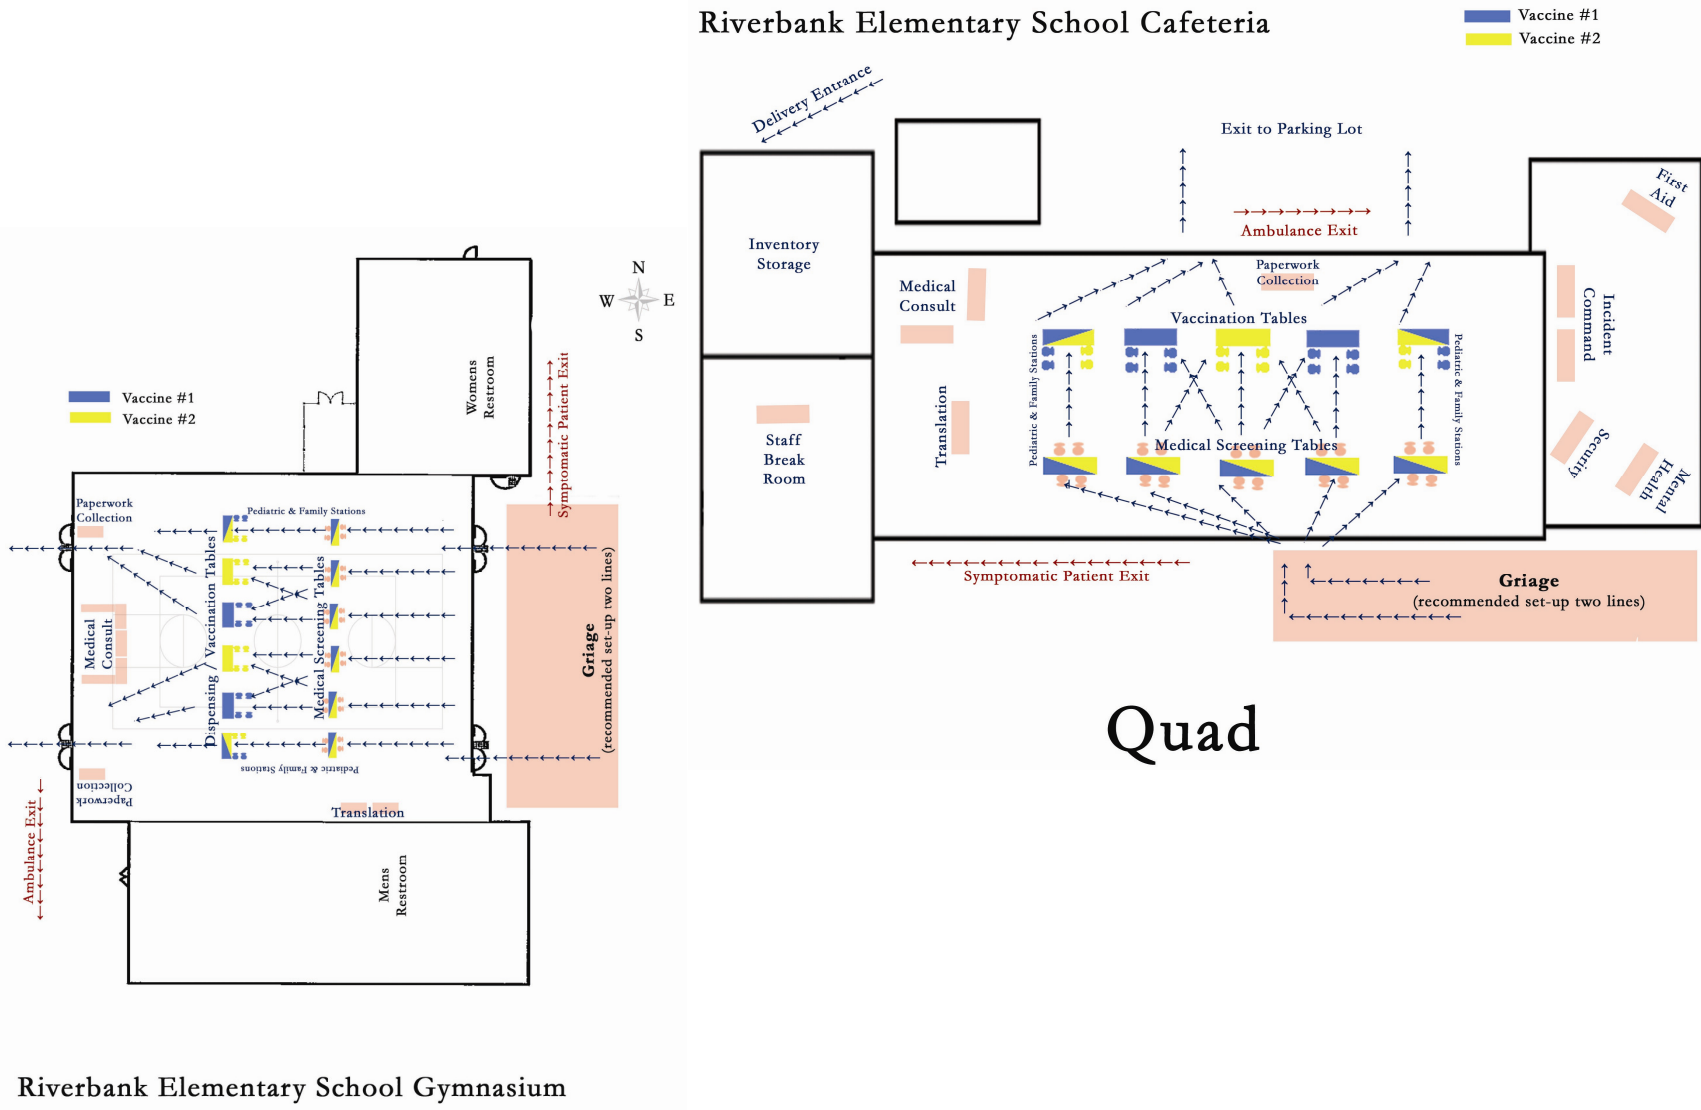 Riverbank Elementary School Cafeteria
Vaccine #1
Vaccine #2
Delivery Entrance
Exit to Parking Lot
Ambulance Exit
First
Aid
Inventory
Storage
Medical
Consult
Paperwork
Collection
Vaccination Tables
Incident
Command
Pediatric & Family Stations
Pediatric & Family Stations
Translation
Staff
Break
Room
Medical Screening Tables
Security
Mental
Health
Symptomatic Patient Exit
Griage
(recommended set-up two lines)
Quad
N
W
E
S
Womens
Restroom
Symptomatic Patient Exit
Vaccine #1
Vaccine #2
Paperwork
Collection
Pediatric & Family Stations
Dispensing / Vaccination Tables
Medical Screening Tables
Medical
Consult
Griage
(recommended set-up two lines)
Pediatric & Family Stations
Paperwork
Collection
Translation
Ambulance Exit
Mens
Restroom
Riverbank Elementary School Gymnasium